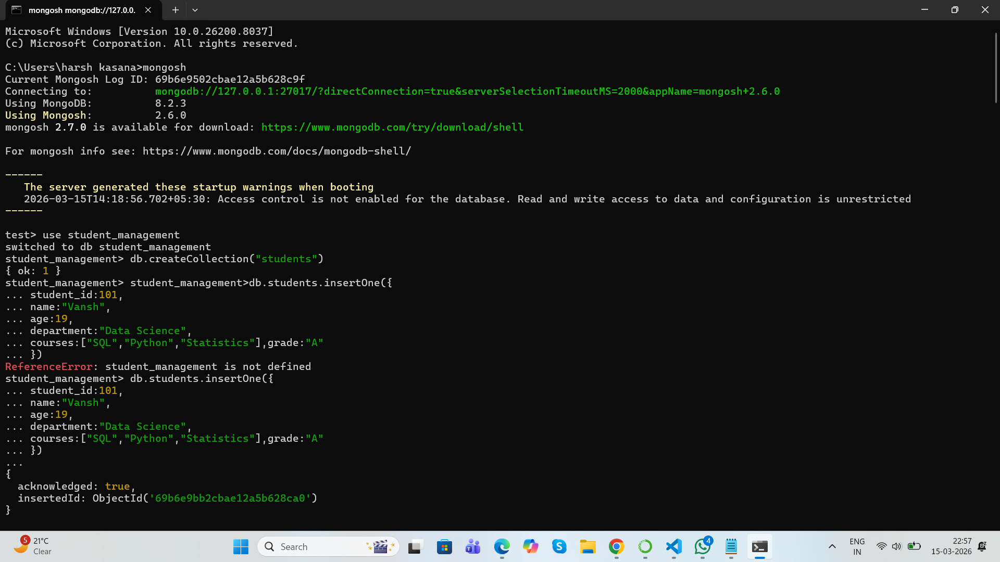 mongosh mongodb://127.0.0.
Microsoft Windows [Version 10.0.26200.8037]
(c) Microsoft Corporation. All rights reserved.
C:\Users\harsh kasana>mongosh
Current Mongosh Log ID: 69b6e9502cbae12a5b628c9f
Connecting to:          mongodb://127.0.0.1:27017/?directConnection=true&serverSelectionTimeoutMS=2000&appName=mongosh+2.6.0
Using MongoDB:          8.2.3
Using Mongosh:          2.6.0
mongosh 2.7.0 is available for download: https://www.mongodb.com/try/download/shell
For mongosh info see: https://www.mongodb.com/docs/mongodb-shell/
------
   The server generated these startup warnings when booting
   2026-03-15T14:18:56.702+05:30: Access control is not enabled for the database. Read and write access to data and configuration is unrestricted
------
test> use student_management
switched to db student_management
student_management> db.createCollection("students")
{ ok: 1 }
student_management> student_management>db.students.insertOne({
... student_id:101,
... name:"Vansh",
... age:19,
... department:"Data Science",
... courses:["SQL","Python","Statistics"],grade:"A"
... })
ReferenceError: student_management is not defined
student_management> db.students.insertOne({
... student_id:101,
... name:"Vansh",
... age:19,
... department:"Data Science",
... courses:["SQL","Python","Statistics"],grade:"A"
... })
...
{
  acknowledged: true,
  insertedId: ObjectId('69b6e9bb2cbae12a5b628ca0')
}
5
21°C
Clear
Search
4
ENG
IN
22:57
15-03-2026